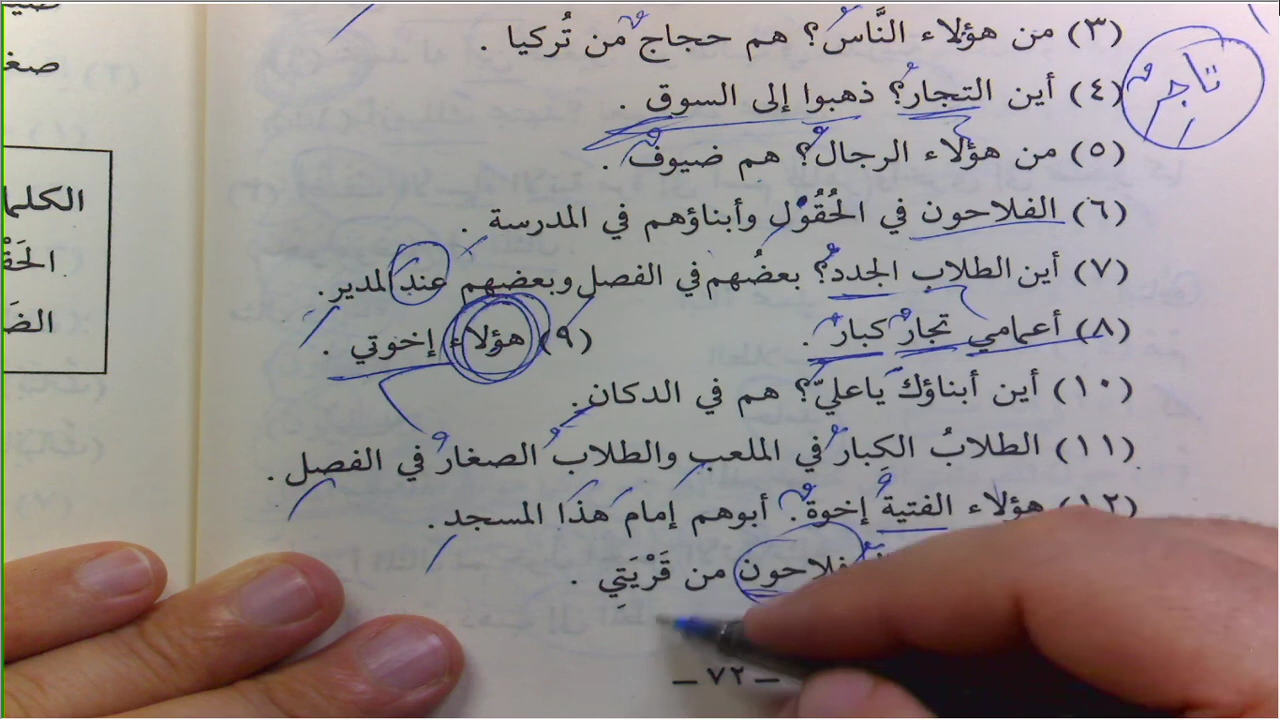 (٣) من هؤلاء النَّاسُ؟ هم حجاجٌ من تُركيا .
(٤) أين التجارُ؟ ذهبوا إلى السوقِ .
تاجرٌ
(٥) من هؤلاء الرجالُ؟ هم ضيوفٌ .
(٦) الفلاحون في الحُقُولِ وأبناؤهم في المدرسة .
(٧) أين الطلاب الجددُ؟ بعضُهم في الفصل وبعضهم عندَ المدير .
(٨) أعمامي تجارٌ كبارٌ .
(٩) هؤلاء إخوتي .
(١٠) أين أبناؤكَ ياعليّ؟ هم في الدكان .
(١١) الطلابُ الكِبارُ في الملعب والطلابُ الصغارُ في الفصل .
(١٢) هؤلاء الفتيةُ إخوةٌ . أبوهم إمام هذا المسجد .
فلاحون من قَرْيَتِي .
– ٧٢ –
صغا
الكلما
الحَقْ
الضَ